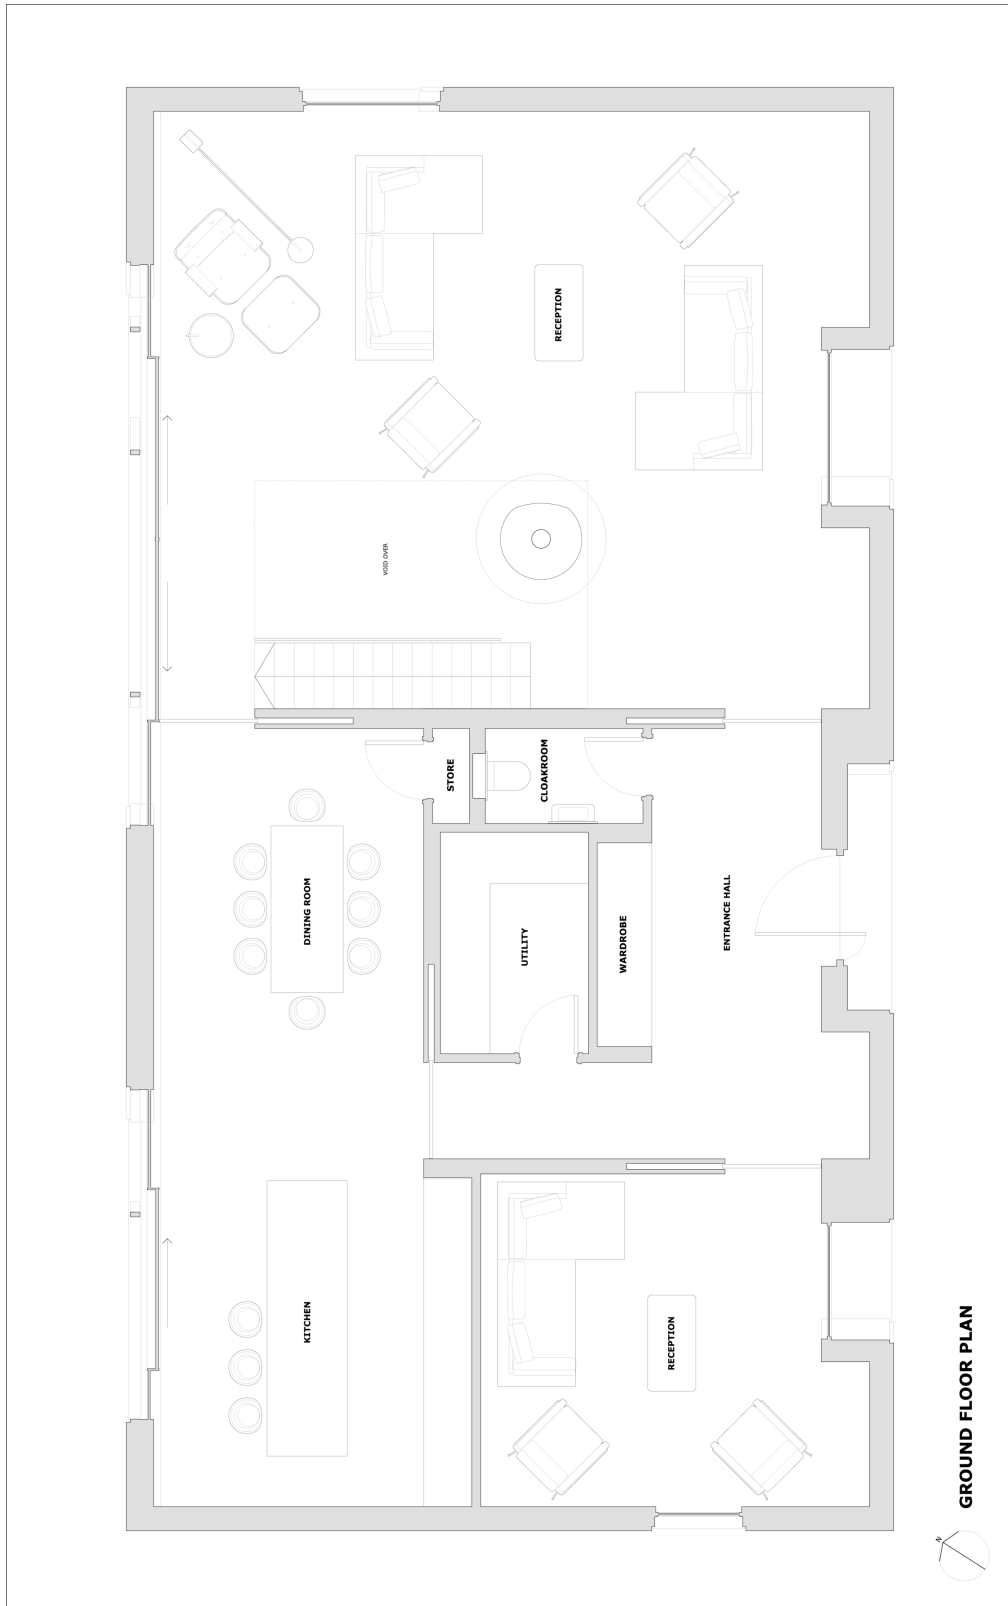 RECEPTION
VOID OVER
STORE
CLOAKROOM
DINING ROOM
UTILITY
WARDROBE
ENTRANCE HALL
KITCHEN
RECEPTION
GROUND FLOOR PLAN
N